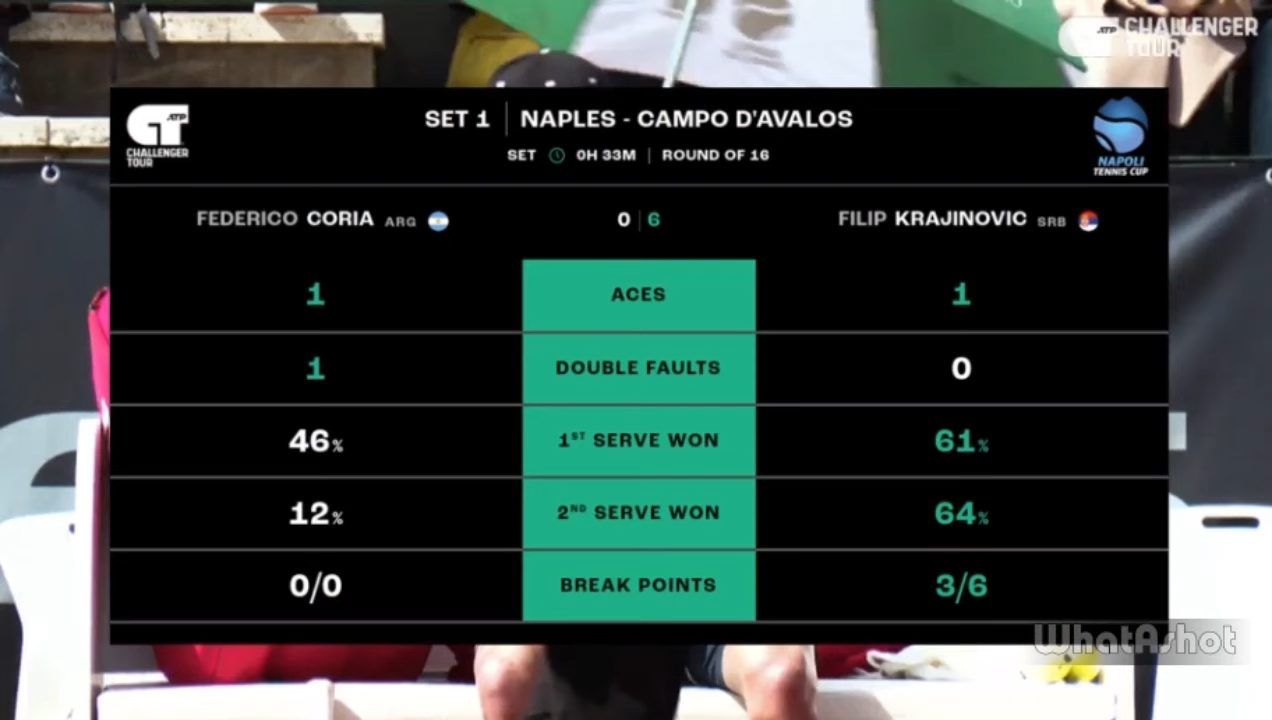 ATP CHALLENGER TOUR
ATP
CHALLENGER
TOUR
SET 1 | NAPLES - CAMPO D'AVALOS
SET 0H 33M | ROUND OF 16
NAPOLI
TENNIS CUP
FEDERICO CORIA ARG 0 | 6 FILIP KRAJINOVIC SRB
1 ACES 1
1 DOUBLE FAULTS 0
46% 1ST SERVE WON 61%
12% 2ND SERVE WON 64%
0/0 BREAK POINTS 3/6
WhatAshot